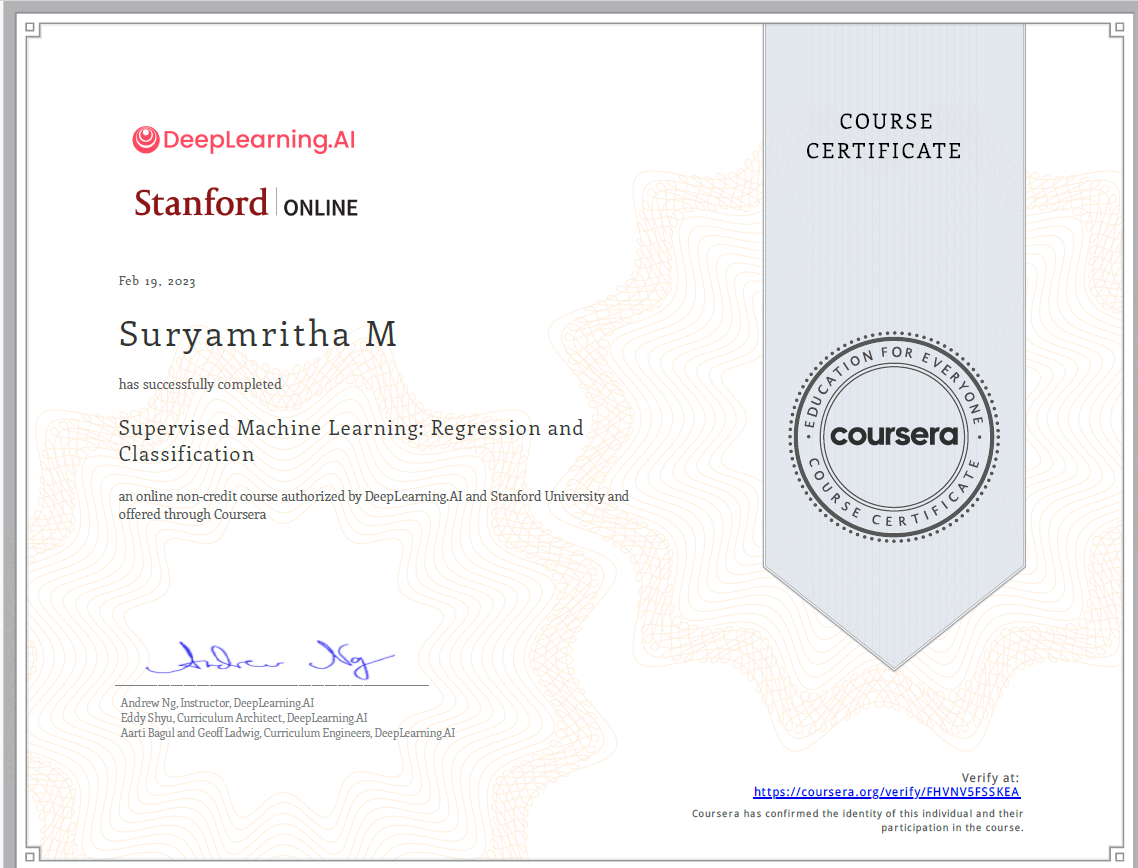 DeepLearning.AI
Stanford ONLINE
COURSE
CERTIFICATE
Feb 19, 2023
Suryamritha M
has successfully completed
Supervised Machine Learning: Regression and
Classification
an online non-credit course authorized by DeepLearning.AI and Stanford University and
offered through Coursera
EDUCATION FOR EVERYONE
coursera
COURSE CERTIFICATE
Andrew Ng
Andrew Ng, Instructor, DeepLearning.AI
Eddy Shyu, Curriculum Architect, DeepLearning.AI
Aarti Bagul and Geoff Ladwig, Curriculum Engineers, DeepLearning.AI
Verify at:
https://coursera.org/verify/FHVNV5FSSKEA
Coursera has confirmed the identity of this individual and their
participation in the course.